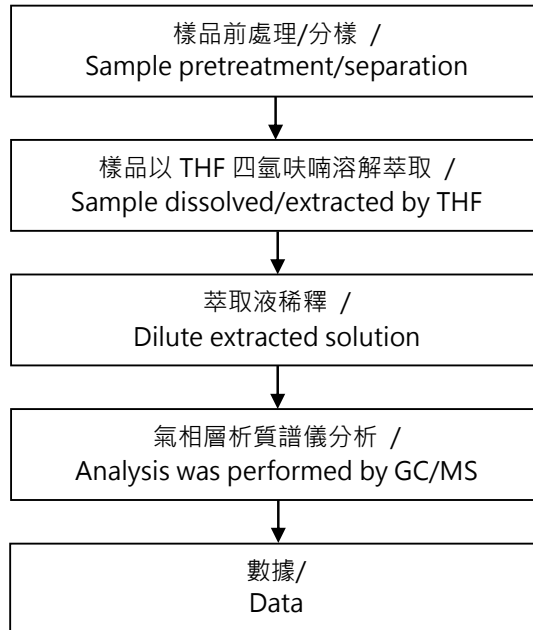 樣品前處理/分樣 /
Sample pretreatment/separation
樣品以 THF 四氫呋喃溶解萃取 /
Sample dissolved/extracted by THF
萃取液稀釋 /
Dilute extracted solution
氣相層析質譜儀分析 /
Analysis was performed by GC/MS
數據/
Data